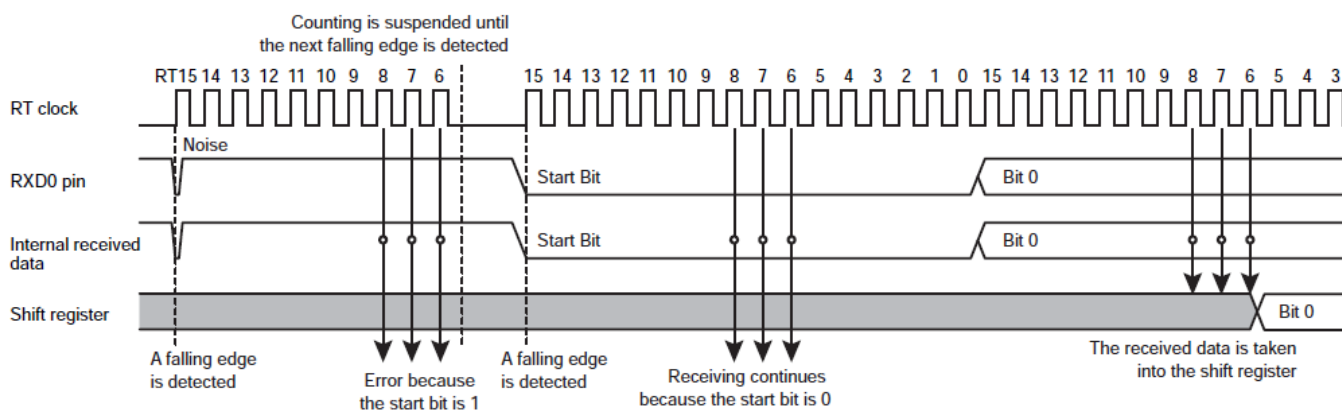 Counting is suspended until
the next falling edge is detected
RT15 14 13 12 11 10 9 8 7 6 15 14 13 12 11 10 9 8 7 6 5 4 3 2 1 0 15 14 13 12 11 10 9 8 7 6 5 4 3
RT clock
Noise
RXD0 pin
Start Bit
Bit 0
Internal received
data
Start Bit
Bit 0
Shift register
Bit 0
A falling edge
is detected
Error because
the start bit is 1
A falling edge
is detected
Receiving continues
because the start bit is 0
The received data is taken
into the shift register